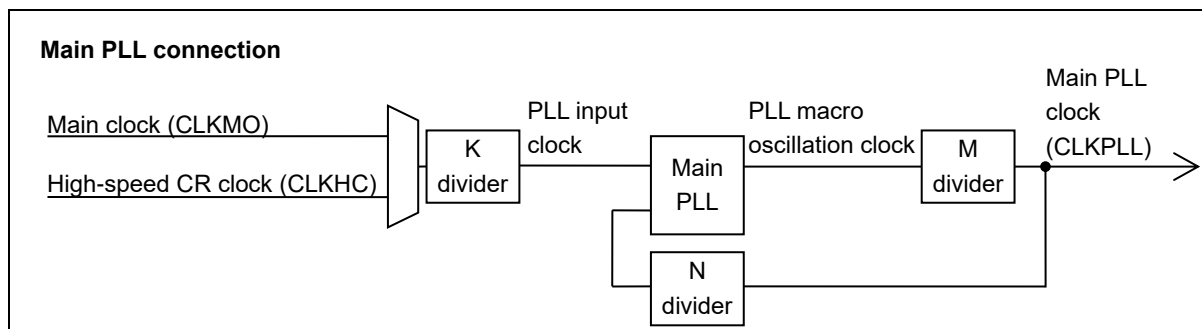 Main PLL connection
Main clock (CLKMO)
High-speed CR clock (CLKHC)
K
divider
PLL input
clock
Main
PLL
PLL macro
oscillation clock
M
divider
Main PLL
clock
(CLKPLL)
N
divider